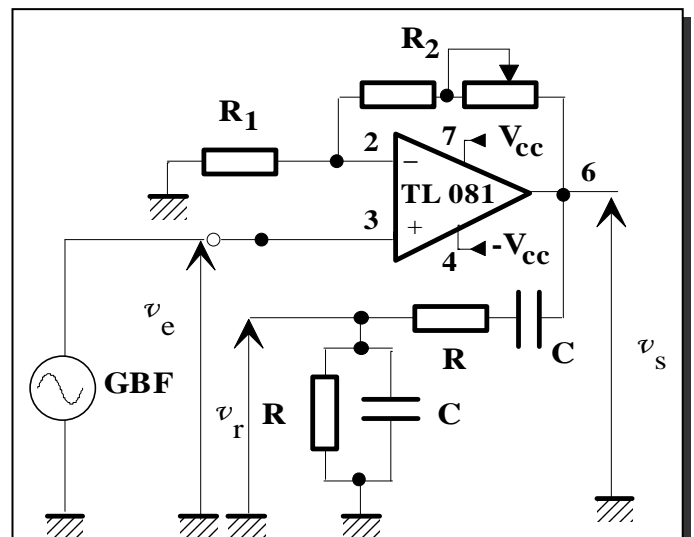 R2
R1
7 Vcc
2 − 6
TL 081
3 +
4 -Vcc
ve
R C vs
GBF
vr R C